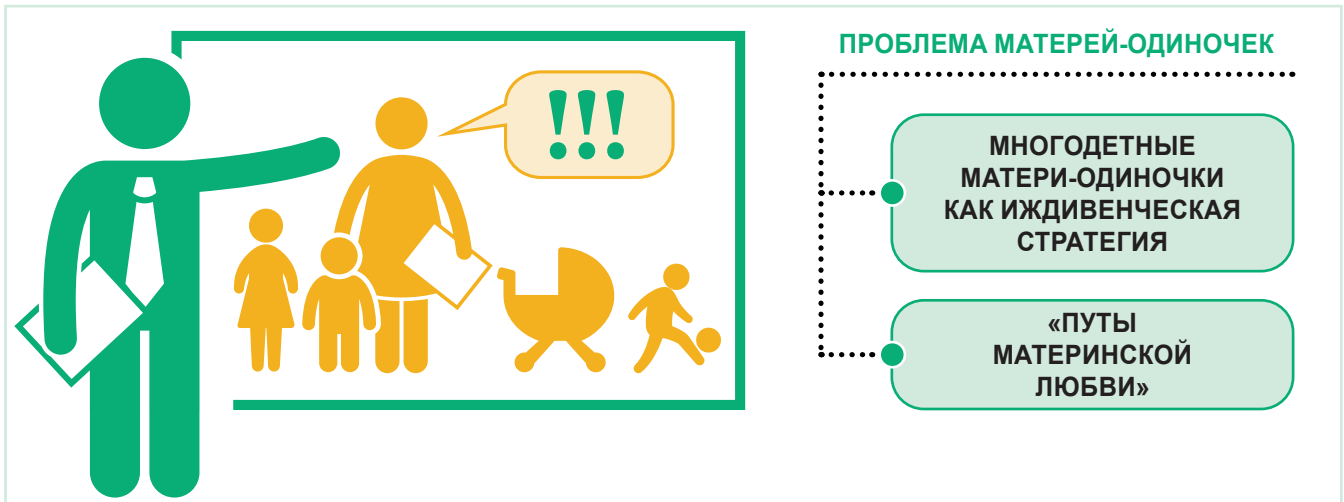 !!!
ПРОБЛЕМА МАТЕРЕЙ-ОДИНОЧЕК
МНОГОДЕТНЫЕ
МАТЕРИ-ОДИНОЧКИ
КАК ИЖДИВЕНЧЕСКАЯ
СТРАТЕГИЯ
«ПУТЫ
МАТЕРИНСКОЙ
ЛЮБВИ»